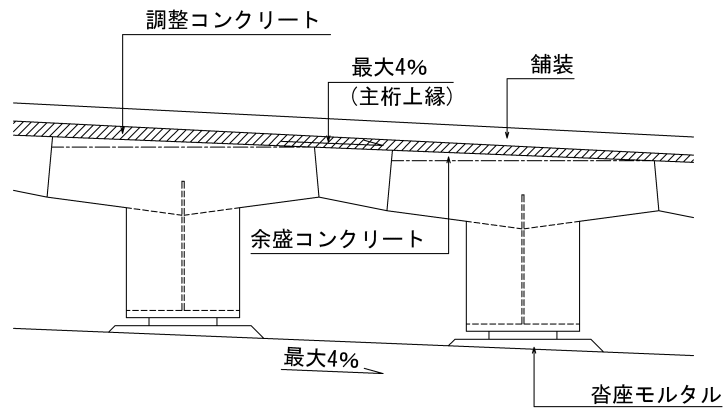 調整コンクリート
最大4%
(主桁上縁)
舗装
余盛コンクリート
最大4%
沓座モルタル